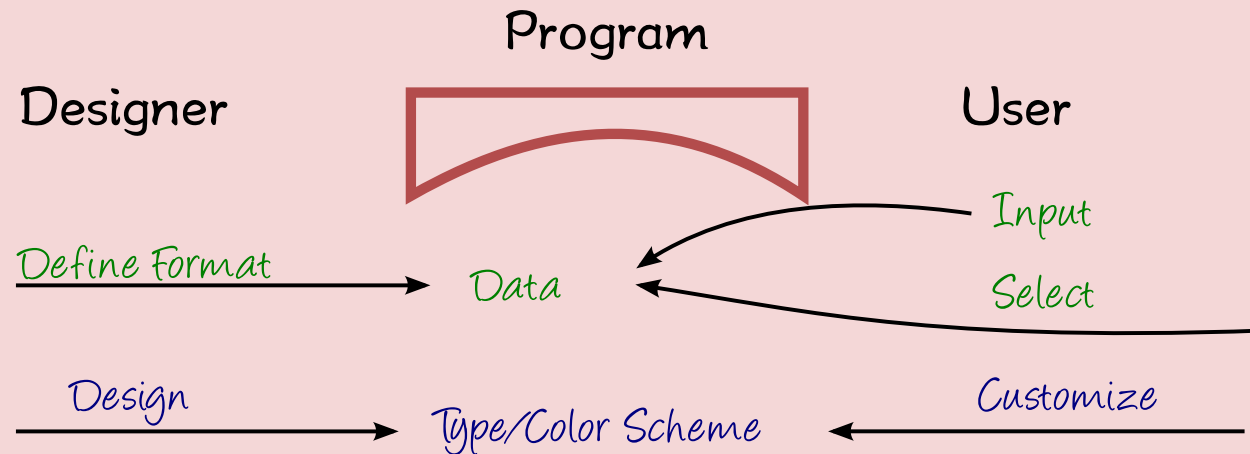 Program
Designer
User
Input
Define Format
Data
Select
Design
Customize
Type/Color Scheme